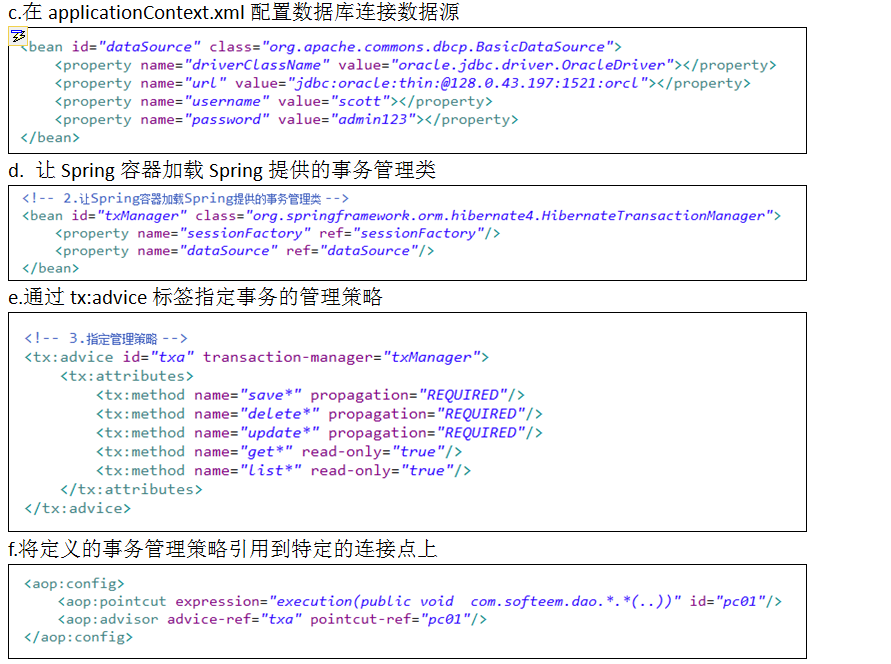 c.在 applicationContext.xml 配置数据库连接数据源
<bean id="dataSource" class="org.apache.commons.dbcp.BasicDataSource">
<property name="driverClassName" value="oracle.jdbc.driver.OracleDriver"></property>
<property name="url" value="jdbc:oracle:thin:@128.0.43.197:1521:orcl"></property>
<property name="username" value="scott"></property>
<property name="password" value="admin123"></property>
</bean>
d. 让 Spring 容器加载 Spring 提供的事务管理类
<!-- 2.让Spring容器加载Spring提供的事务管理类 -->
<bean id="txManager" class="org.springframework.orm.hibernate4.HibernateTransactionManager">
<property name="sessionFactory" ref="sessionFactory"/>
<property name="dataSource" ref="dataSource"/>
</bean>
e.通过 tx:advice 标签指定事务的管理策略
<!-- 3.指定管理策略 -->
<tx:advice id="txa" transaction-manager="txManager">
<tx:attributes>
<tx:method name="save*" propagation="REQUIRED"/>
<tx:method name="delete*" propagation="REQUIRED"/>
<tx:method name="update*" propagation="REQUIRED"/>
<tx:method name="get*" read-only="true"/>
<tx:method name="list*" read-only="true"/>
</tx:attributes>
</tx:advice>
f.将定义的事务管理策略引用到特定的连接点上
<aop:config>
<aop:pointcut expression="execution(public void  com.softeem.dao.*.*(..))" id="pc01"/>
<aop:advisor advice-ref="txa" pointcut-ref="pc01"/>
</aop:config>